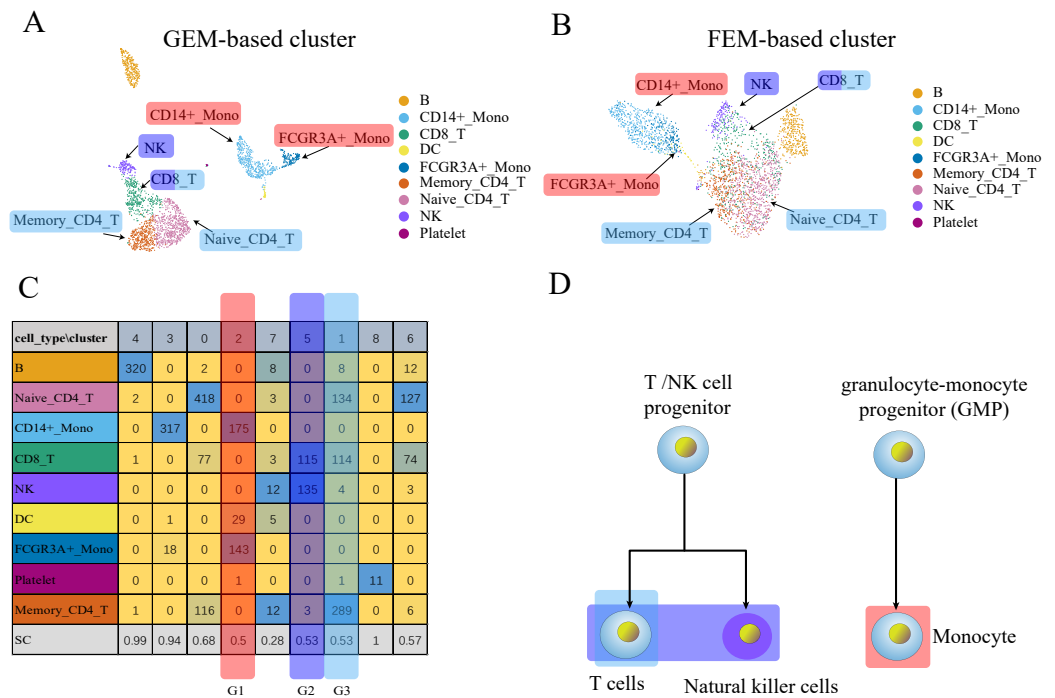 A
GEM-based cluster
CD14+_Mono
FCGR3A+_Mono
NK
CD8_T
Memory_CD4_T
Naive_CD4_T
B
CD14+_Mono
CD8_T
DC
FCGR3A+_Mono
Memory_CD4_T
Naive_CD4_T
NK
Platelet
B
FEM-based cluster
CD14+_Mono
NK
CD8_T
FCGR3A+_Mono
Memory_CD4_T
Naive_CD4_T
B
CD14+_Mono
CD8_T
DC
FCGR3A+_Mono
Memory_CD4_T
Naive_CD4_T
NK
Platelet
C
cell_type\cluster 4 3 0 2 7 5 1 8 6
B 320 0 2 0 8 0 8 0 12
Naive_CD4_T 2 0 418 0 3 0 134 0 127
CD14+_Mono 0 317 0 175 0 0 0 0 0
CD8_T 1 0 77 0 3 115 114 0 74
NK 0 0 0 0 12 135 4 0 3
DC 0 1 0 29 5 0 0 0 0
FCGR3A+_Mono 0 18 0 143 0 0 0 0 0
Platelet 0 0 0 1 0 0 1 11 0
Memory_CD4_T 1 0 116 0 12 3 289 0 6
SC 0.99 0.94 0.68 0.5 0.28 0.53 0.53 1 0.57
G1 G2 G3
D
T /NK cell
progenitor
granulocyte-monocyte
progenitor (GMP)
Monocyte
T cells
Natural killer cells